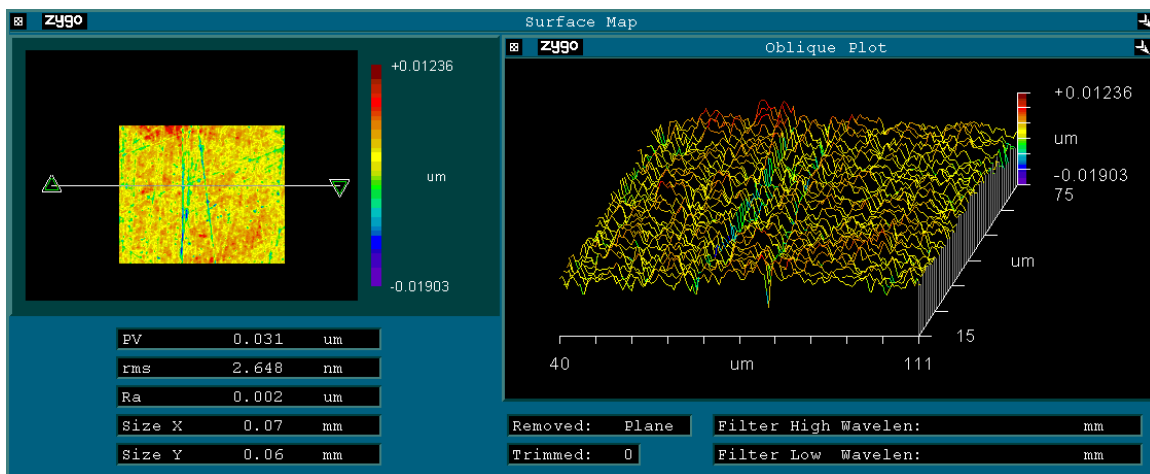 zygo Surface Map
+0.01236
um
-0.01903
PV 0.031 um
rms 2.648 nm
Ra 0.002 um
Size X 0.07 mm
Size Y 0.06 mm
zygo Oblique Plot
+0.01236
um
-0.01903
75
um
15
40 um 111
Removed: Plane
Trimmed: 0
Filter High Wavelen: mm
Filter Low Wavelen: mm